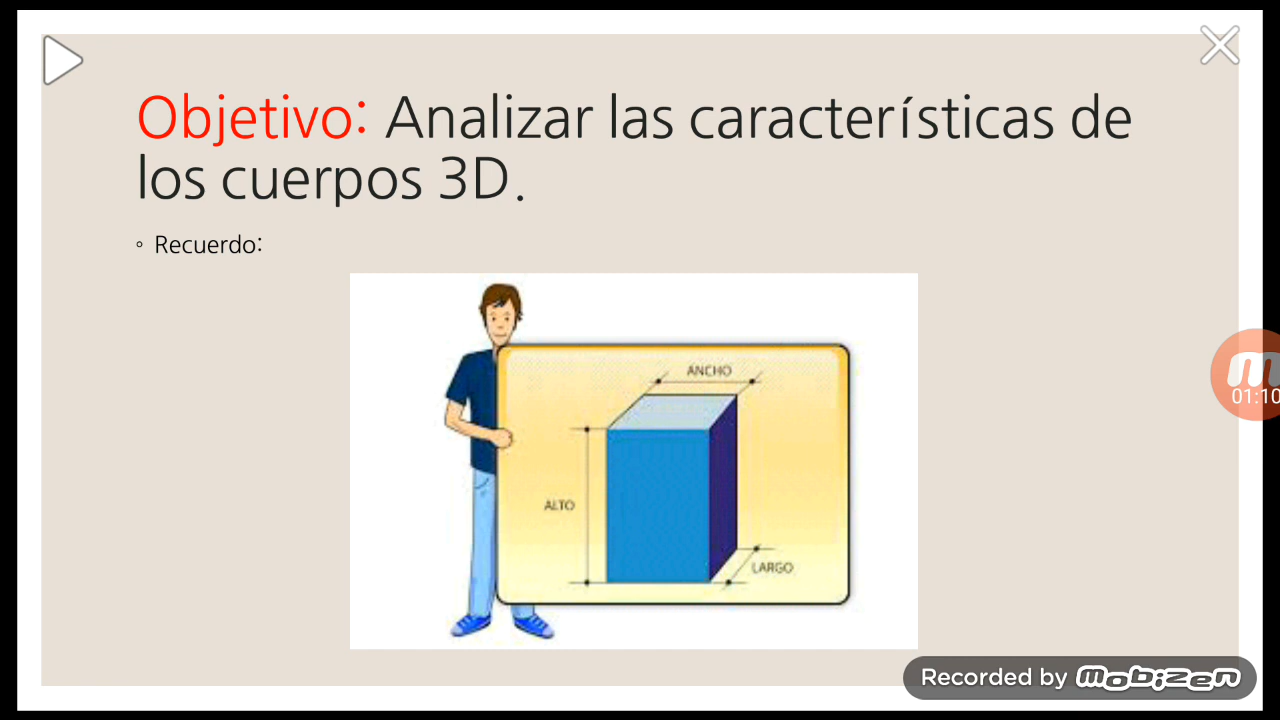 Objetivo: Analizar las características de
los cuerpos 3D.
◦ Recuerdo:
ANCHO
ALTO
LARGO
01:10
Recorded by Mobizen